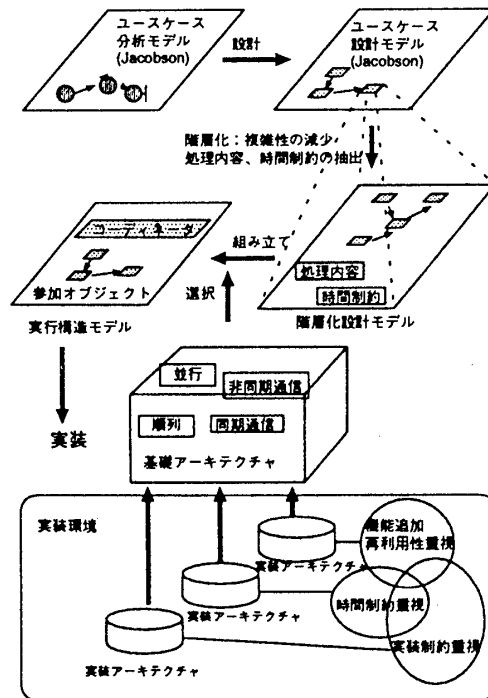 ユースケース
分析モデル
(Jacobson)
設計
ユースケース
設計モデル
(Jacobson)
階層化：複雑性の減少
処理内容、時間制約の抽出
コーディネータ
参加オブジェクト
実行構造モデル
組み立て
選択
処理内容
時間制約
階層化設計モデル
実装
並行
非同期通信
順列
同期通信
基礎アーキテクチャ
実装環境
機能追加
再利用性重視
実装アーキテクチャ
時間制約重視
実装アーキテクチャ
実装制約重視
実装アーキテクチャ